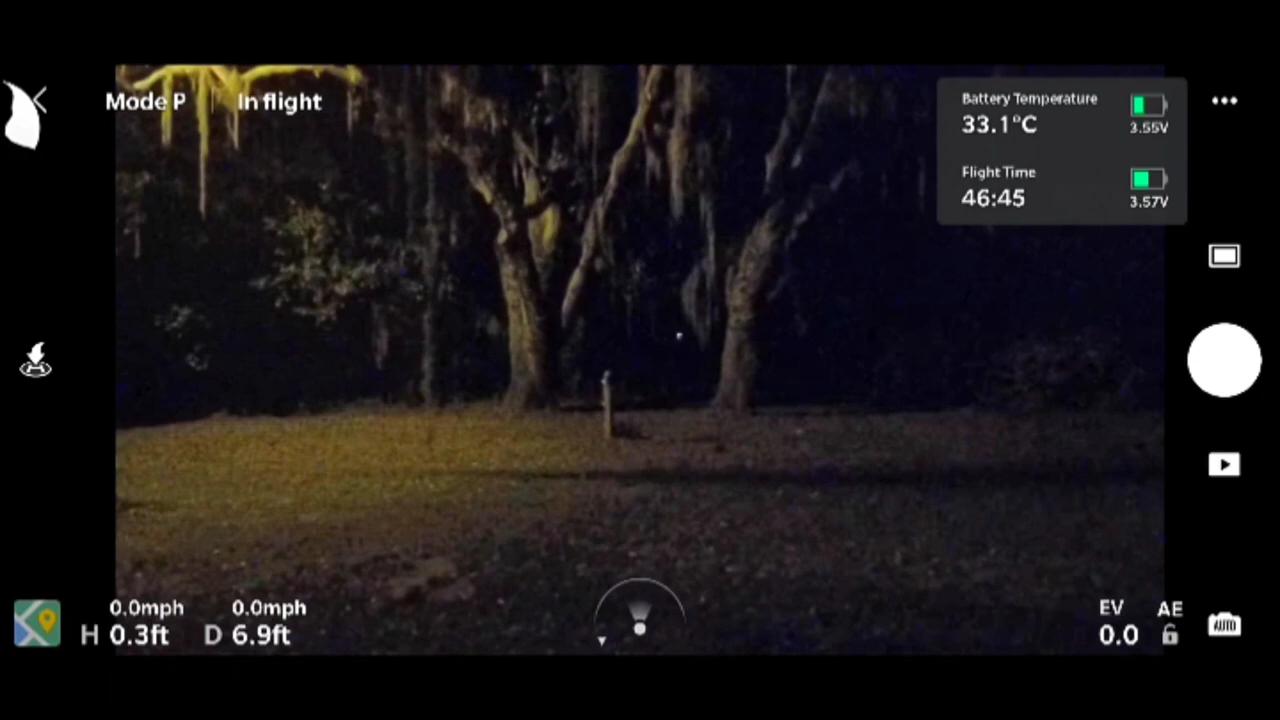 Mode P
In flight
Battery Temperature
33.1°C
3.55V
Flight Time
46:45
3.57V
0.0mph
0.0mph
H 0.3ft
D 6.9ft
EV
AE
0.0
AUTO